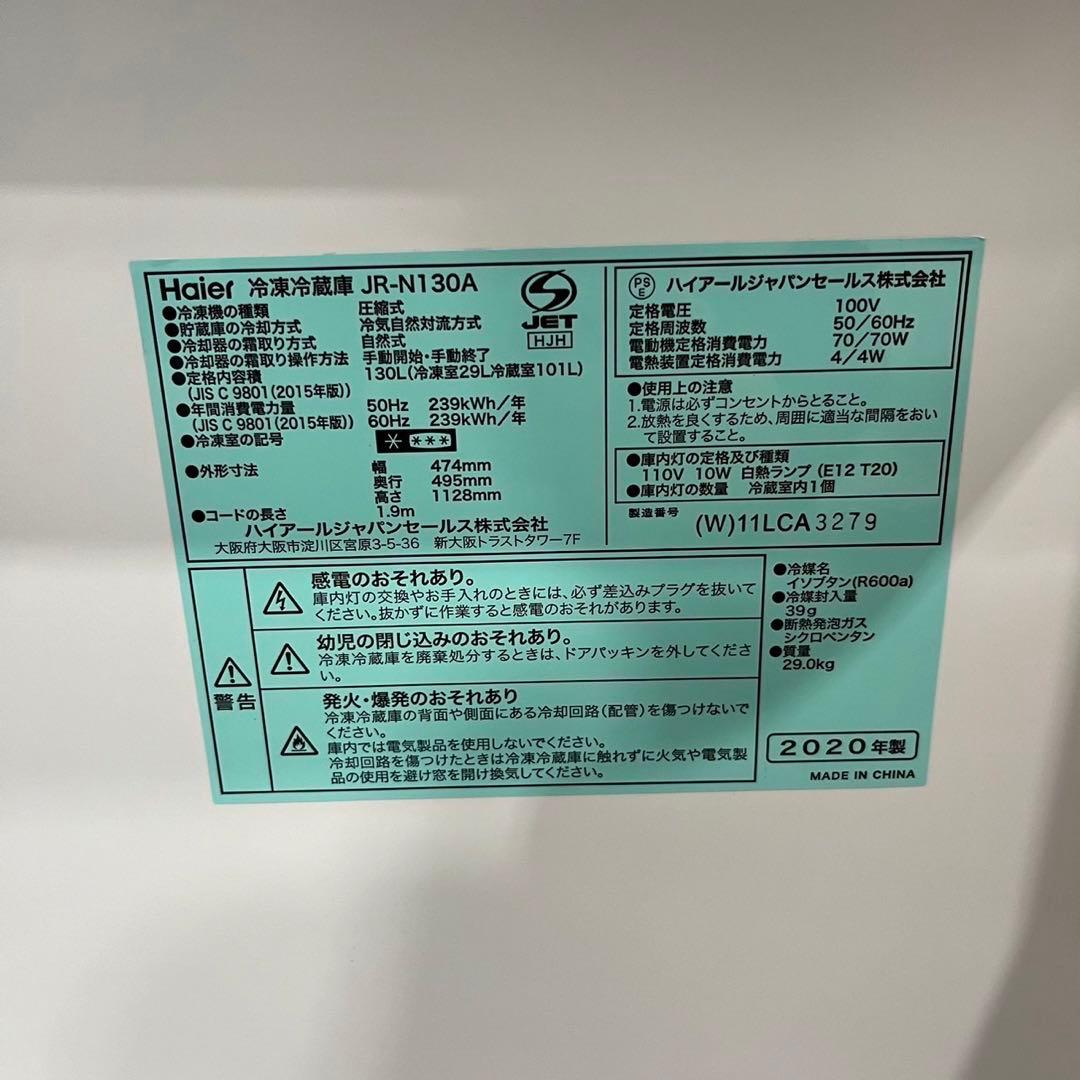 Haier 冷凍冷蔵庫 JR-N130A
●冷凍機の種類 圧縮式
●貯蔵庫の冷却方式 冷気自然対流方式
●冷却器の霜取り方式 自然式
●冷却器の霜取り操作方法 手動開始・手動終了
●定格内容積 130L(冷凍室29L冷蔵室101L)
(JIS C 9801(2015年版))
●年間消費電力量 50Hz 239kWh/年
(JIS C 9801(2015年版)) 60Hz 239kWh/年
●冷凍室の記号
●外形寸法 幅 474mm
奥行 495mm
高さ 1128mm
●コードの長さ 1.9m
ハイアールジャパンセールス株式会社
大阪府大阪市淀川区宮原3-5-36 新大阪トラストタワー7F
JET
HJH
PS
E
ハイアールジャパンセールス株式会社
定格電圧 100V
定格周波数 50/60Hz
電動機定格消費電力 70/70W
電熱装置定格消費電力 4/4W
●使用上の注意
1.電源は必ずコンセントからとること。
2.放熱を良くするため、周囲に適当な間隔をおい
て設置すること。
●庫内灯の定格及び種類
110V 10W 白熱ランプ (E12 T20)
●庫内灯の数量 冷蔵室内1個
製造番号 (W)11LCA3279
警告
感電のおそれあり。
庫内灯の交換やお手入れのときには、必ず差込みプラグを抜いて
ください。抜かずに作業すると感電のおそれがあります。
幼児の閉じ込みのおそれあり。
冷凍冷蔵庫を廃棄処分するときは、ドアパッキンを外してくださ
い。
発火・爆発のおそれあり
冷凍冷蔵庫の背面や側面にある冷却回路(配管)を傷つけないで
ください。
庫内では電気製品を使用しないでください。
冷却回路を傷つけたときは冷凍冷蔵庫に触れずに火気や電気製
品の使用を避け窓を開け換気してください。
●冷媒名
イソブタン(R600a)
●冷媒封入量
39g
●断熱発泡ガス
シクロペンタン
●質量
29.0kg
2020年製
MADE IN CHINA